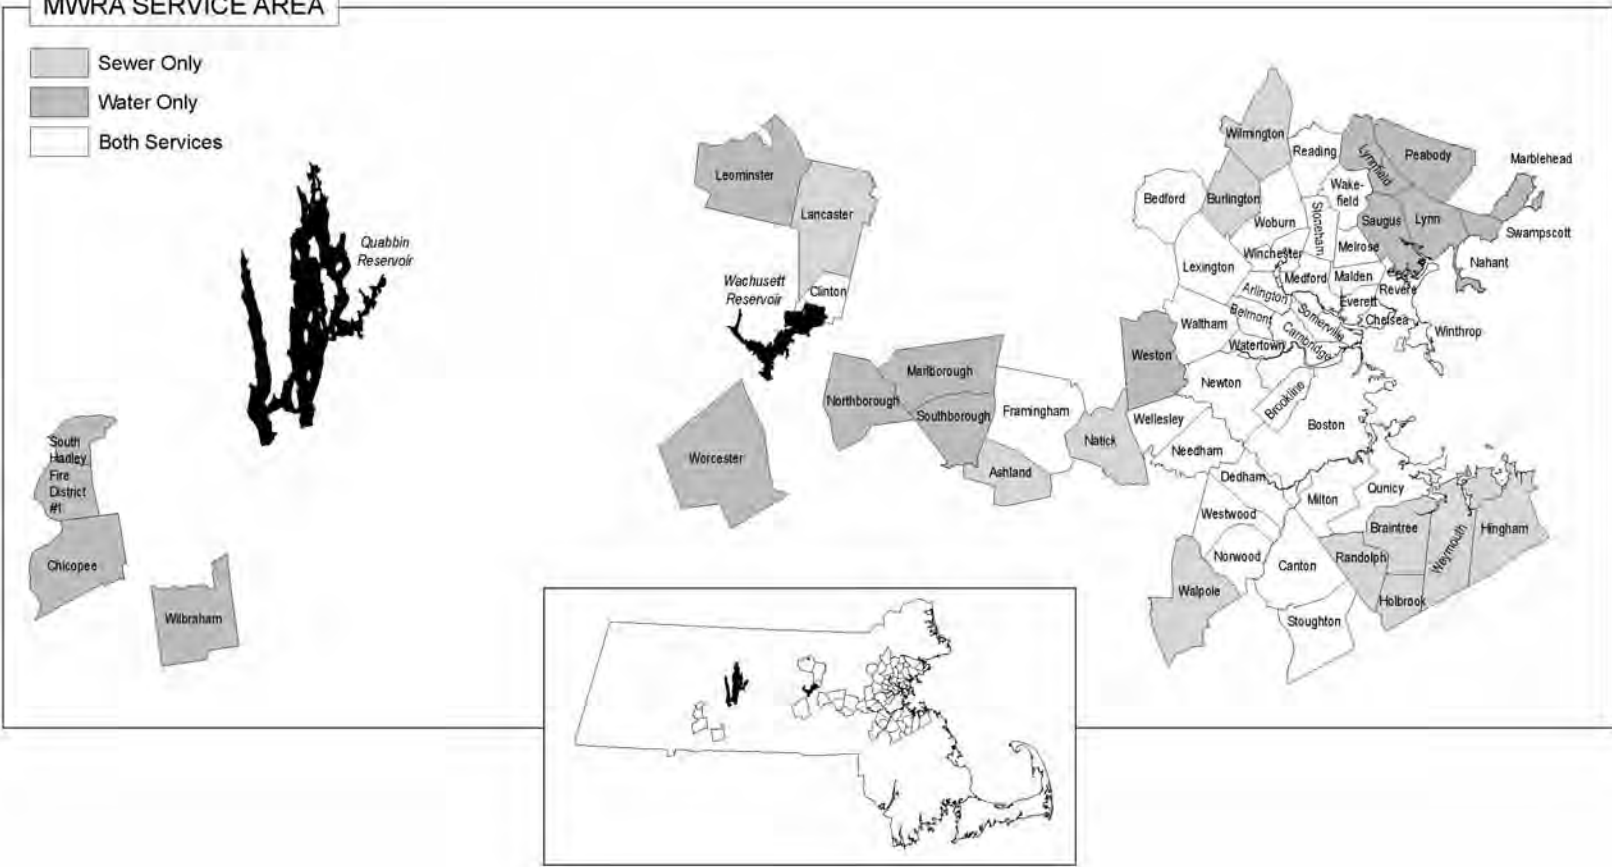 MWRA SERVICE AREA
Sewer Only
Water Only
Both Services
Quabbin
Reservoir
Wachusett
Reservoir
Leominster
Lancaster
Clinton
Worcester
Northborough
Marlborough
Southborough
Framingham
Ashland
Natick
South
Hadley
Fire
District
#1
Chicopee
Wilbraham
Wilmington
Reading
Lynnfield
Peabody
Marblehead
Bedford
Burlington
Woburn
Stoneham
Wake-
field
Saugus
Lynn
Swampscott
Nahant
Lexington
Winchester
Melrose
Medford
Malden
Revere
Arlington
Everett
Chelsea
Winthrop
Waltham
Belmont
Somerville
Cambridge
Watertown
Weston
Newton
Brookline
Boston
Wellesley
Needham
Dedham
Milton
Qunicy
Westwood
Norwood
Canton
Braintree
Randolph
Weymouth
Hingham
Holbrook
Walpole
Stoughton